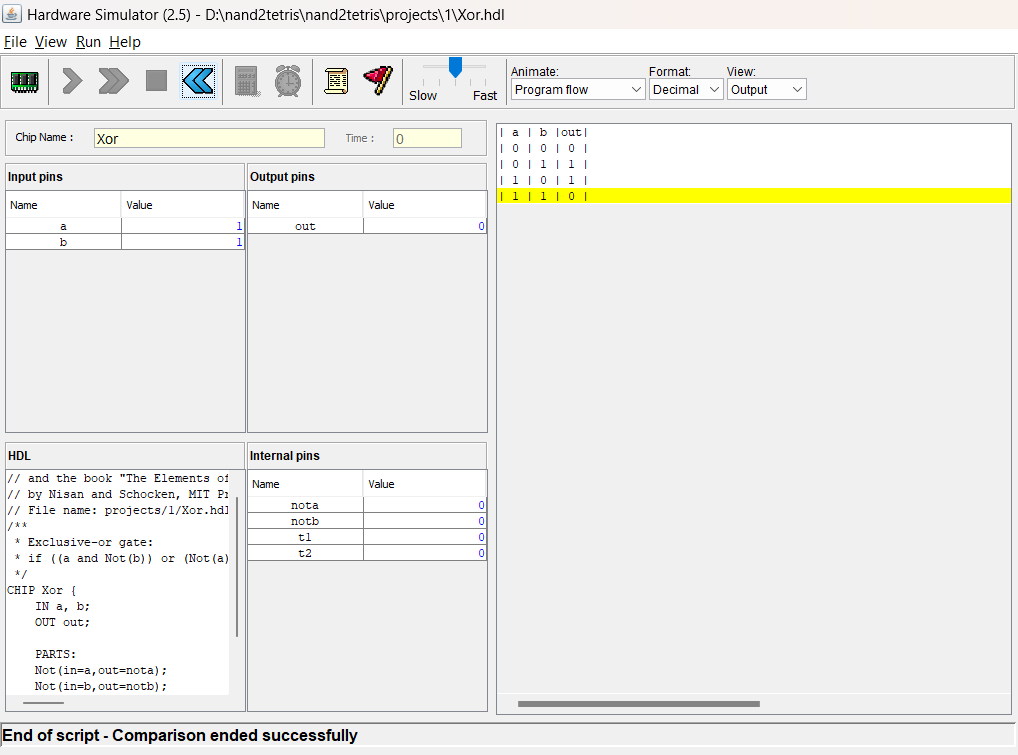 Hardware Simulator (2.5) - D:\nand2tetris\nand2tetris\projects\1\Xor.hdl
File View Run Help
Slow Fast
Animate: Format: View:
Program flow Decimal Output
Chip Name : Xor Time : 0
Input pins
Name Value
a 1
b 1
Output pins
Name Value
out 0
HDL
// and the book "The Elements of
// by Nisan and Schocken, MIT Pr
// File name: projects/1/Xor.hdl
/**
* Exclusive-or gate:
* if ((a and Not(b)) or (Not(a)
*/
CHIP Xor {
IN a, b;
OUT out;
PARTS:
Not(in=a,out=nota);
Not(in=b,out=notb);
Internal pins
Name Value
nota 0
notb 0
t1 0
t2 0
| a | b |out|
| 0 | 0 | 0 |
| 0 | 1 | 1 |
| 1 | 0 | 1 |
| 1 | 1 | 0 |
End of script - Comparison ended successfully